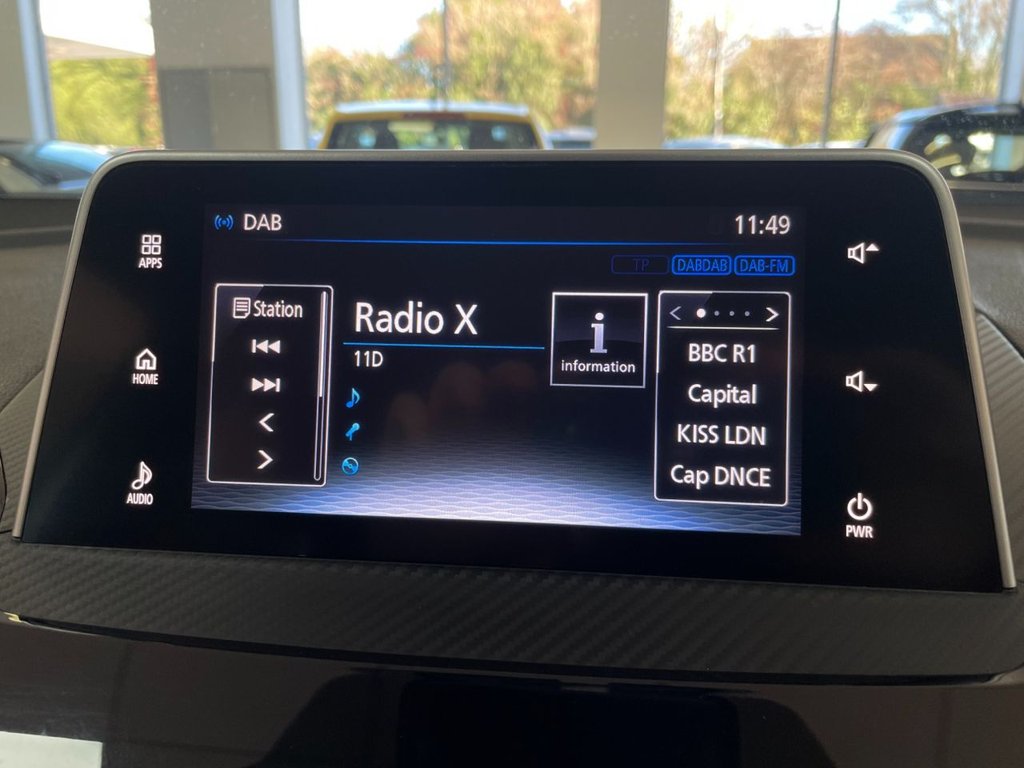 DAB
11:49
TP DABDAB DAB-FM
APPS
HOME
AUDIO
Station
Radio X
11D
i
information
BBC R1
Capital
KISS LDN
Cap DNCE
PWR